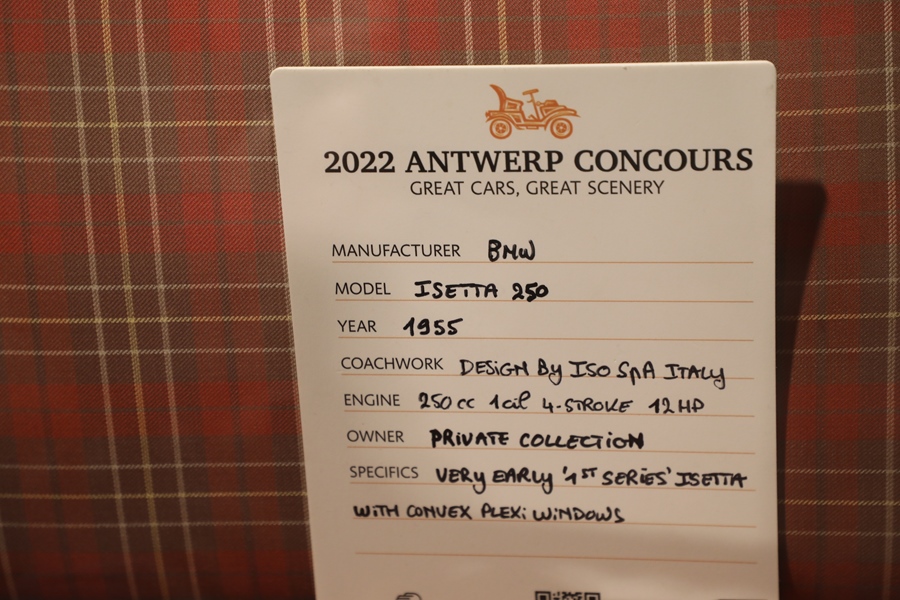 2022 ANTWERP CONCOURS
GREAT CARS, GREAT SCENERY
MANUFACTURER BMW
MODEL ISETTA 250
YEAR 1955
COACHWORK DESIGN By ISO SpA ITALy
ENGINE 250 cc 1cil 4-STROKE 12 HP
OWNER PRIVATE COLLECTION
SPECIFICS VERy EARLy '1ST SERIES' ISETTA
WITH CONVEX PLEXI WINDOWS